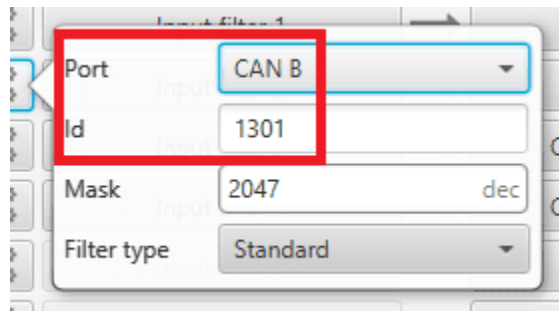 Input filter 1
Port CAN B
Id 1301
Mask 2047 dec
Filter type Standard